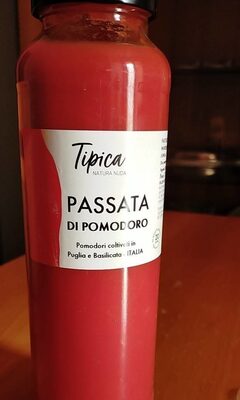 Tipica
NATURA NUDA
PASSATA
DI POMODORO
Pomodori coltivati in
Puglia e Basilicata - ITALIA